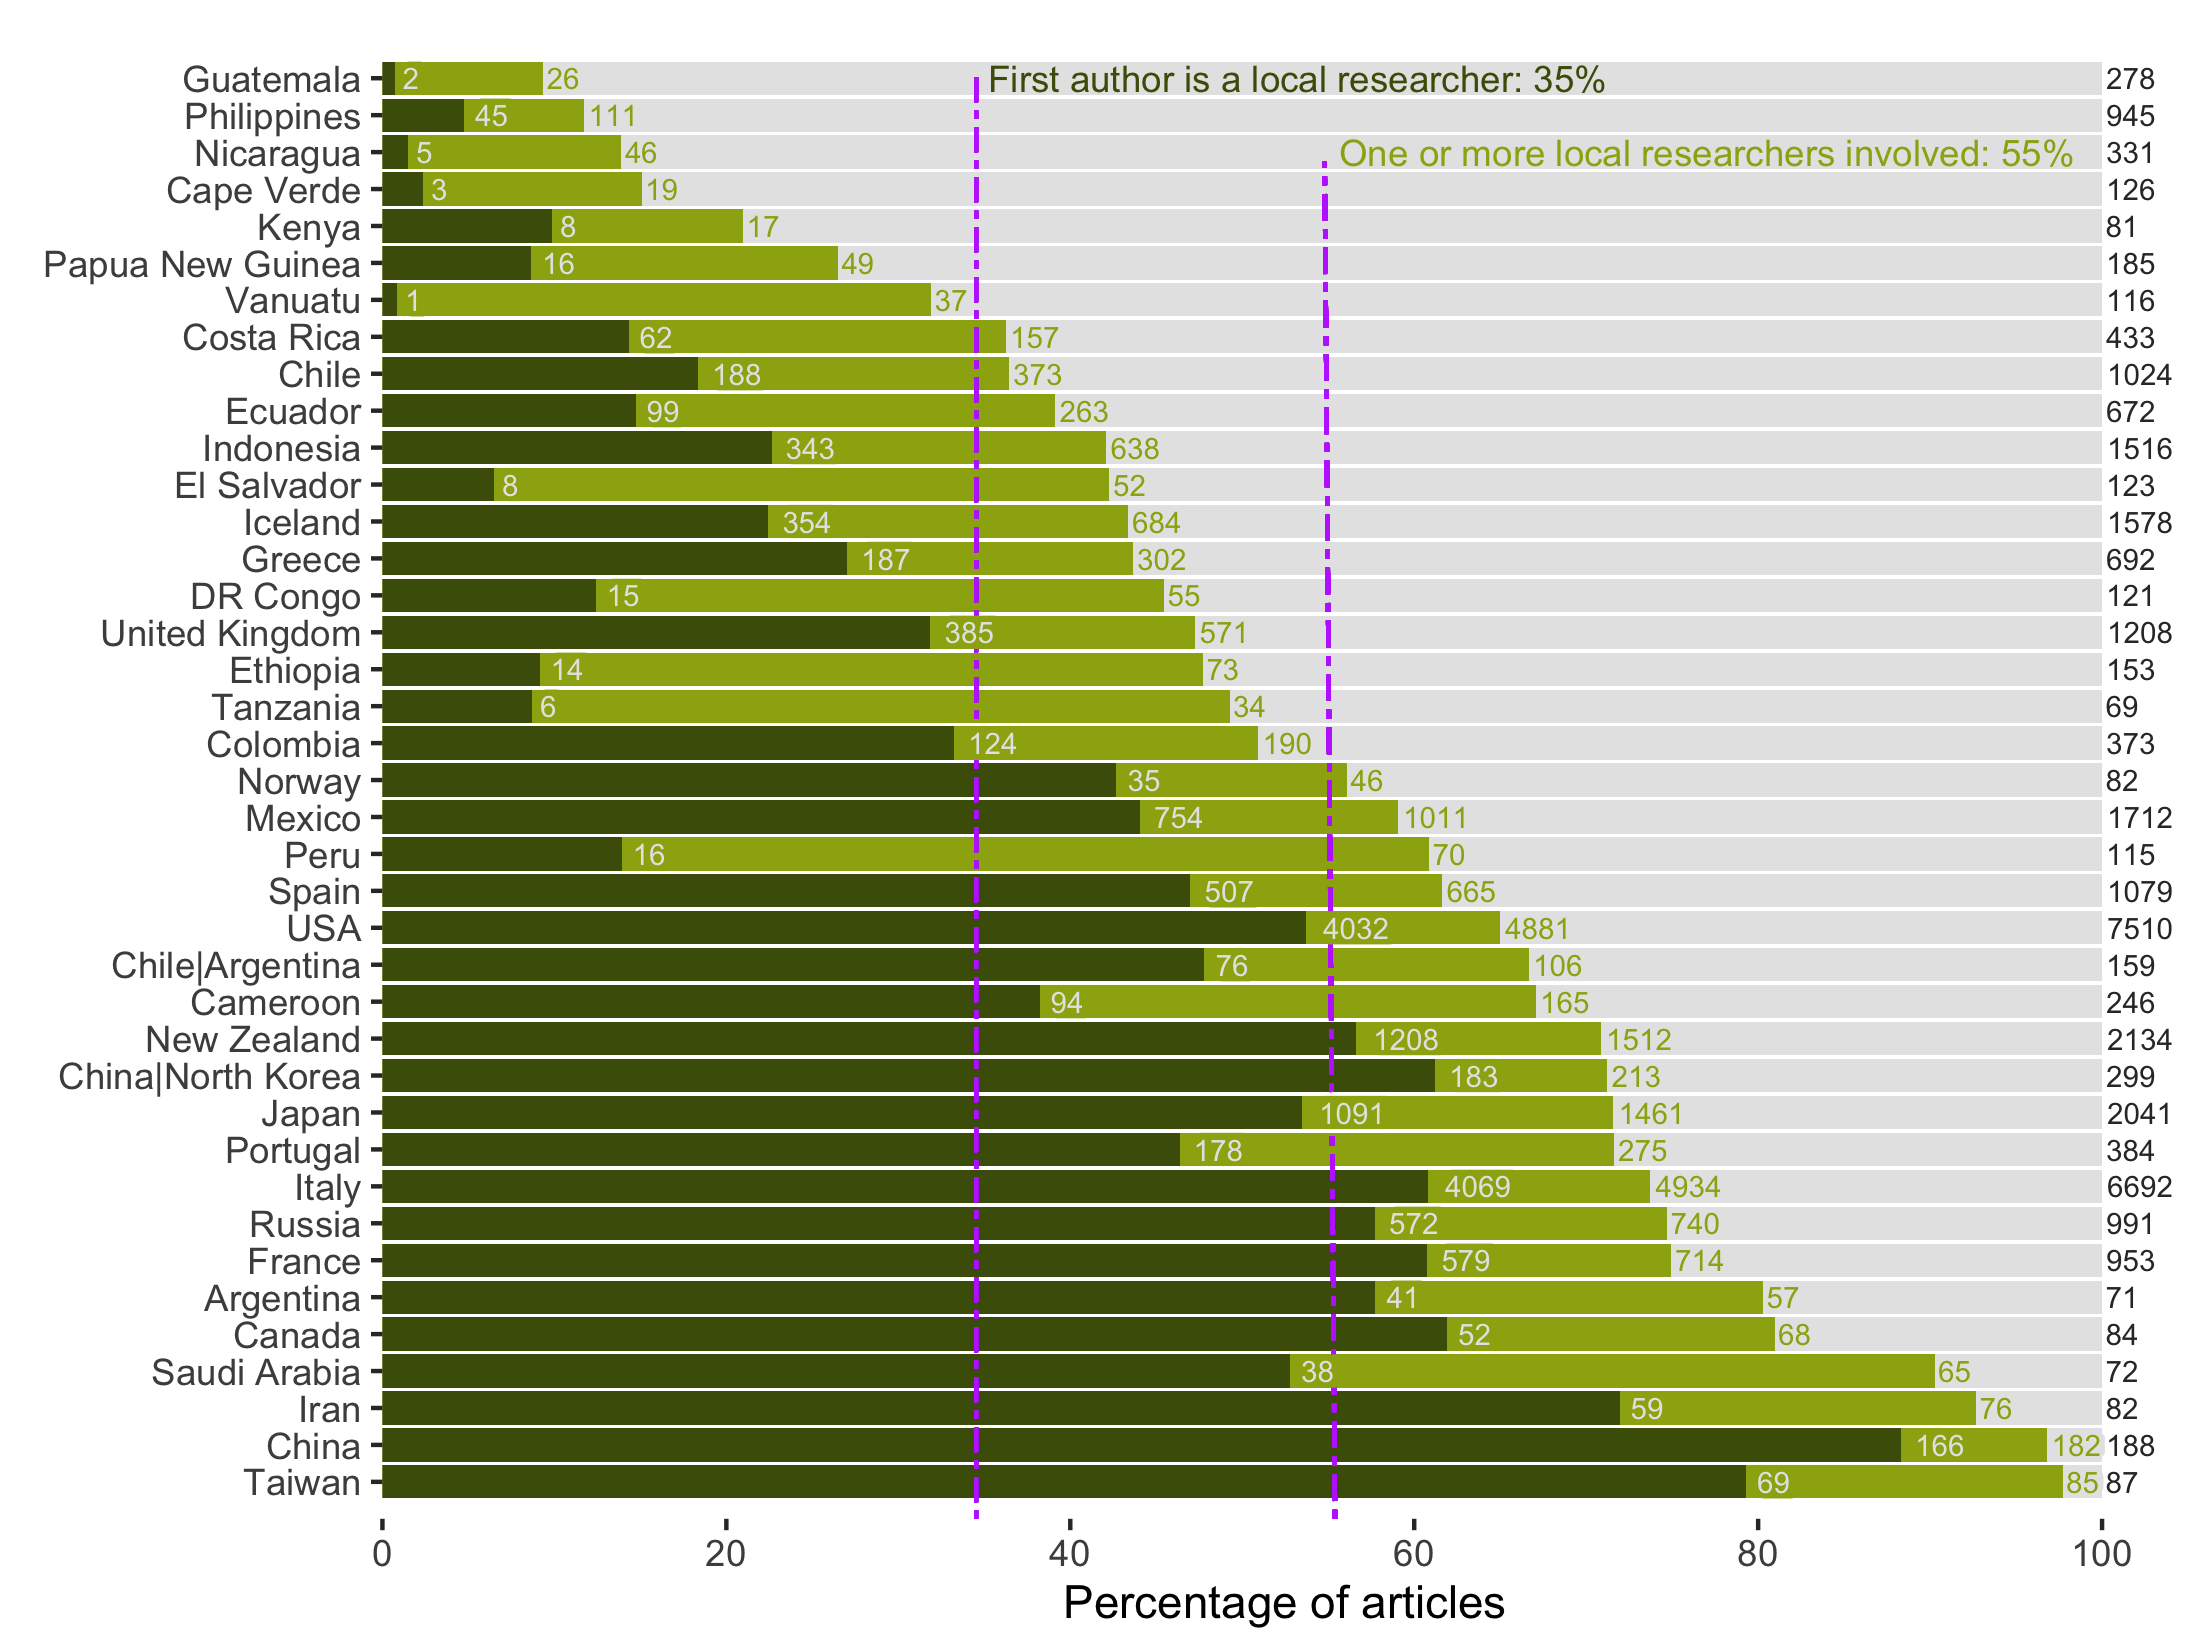 Guatemala 2 26 First author is a local researcher: 35% 278
Philippines 45 111 945
Nicaragua 5 46 One or more local researchers involved: 55% 331
Cape Verde 3 19 126
Kenya 8 17 81
Papua New Guinea 16 49 185
Vanuatu 1 37 116
Costa Rica 62 157 433
Chile 188 373 1024
Ecuador 99 263 672
Indonesia 343 638 1516
El Salvador 8 52 123
Iceland 354 684 1578
Greece 187 302 692
DR Congo 15 55 121
United Kingdom 385 571 1208
Ethiopia 14 73 153
Tanzania 6 34 69
Colombia 124 190 373
Norway 35 46 82
Mexico 754 1011 1712
Peru 16 70 115
Spain 507 665 1079
USA 4032 4881 7510
Chile|Argentina 76 106 159
Cameroon 94 165 246
New Zealand 1208 1512 2134
China|North Korea 183 213 299
Japan 1091 1461 2041
Portugal 178 275 384
Italy 4069 4934 6692
Russia 572 740 991
France 579 714 953
Argentina 41 57 71
Canada 52 68 84
Saudi Arabia 38 65 72
Iran 59 76 82
China 166 182 188
Taiwan 69 85 87
0 20 40 60 80 100
Percentage of articles